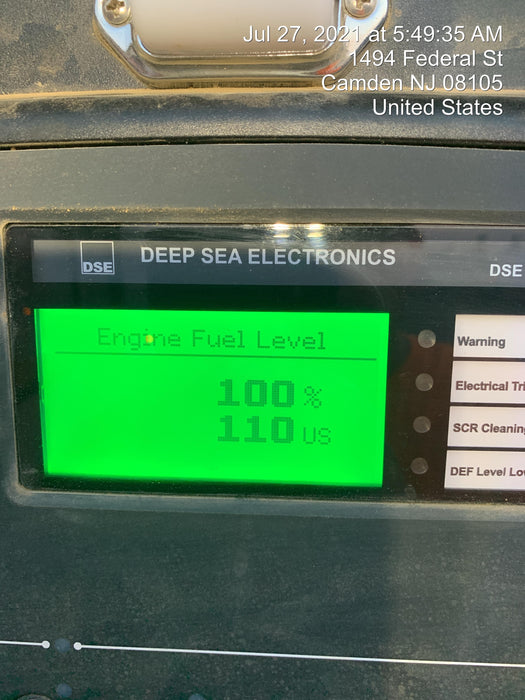 Jul 27, 2021 at 5:49:35 AM
1494 Federal St
Camden NJ 08105
United States
DSE
DEEP SEA ELECTRONICS
DSE
Engine Fuel Level
100 %
110 US
Warning
Electrical Tri
SCR Cleaning
DEF Level Lo